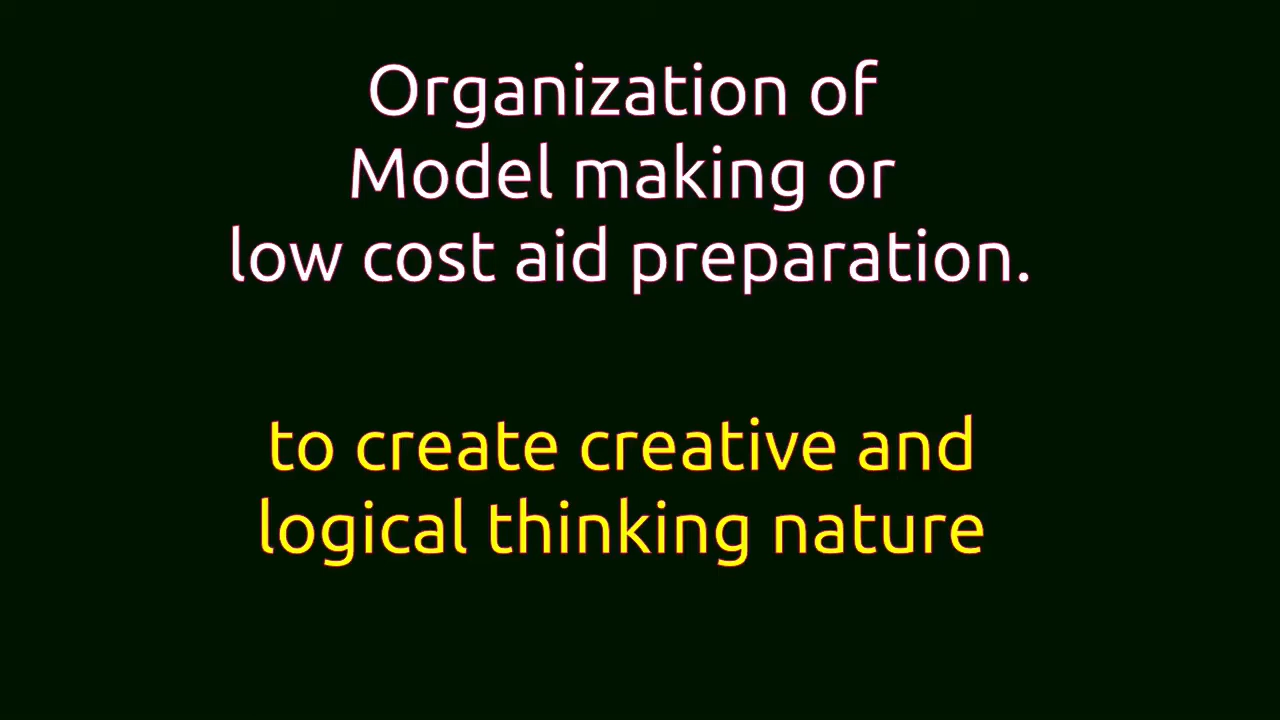 Organization of
Model making or
low cost aid preparation.
to create creative and
logical thinking nature